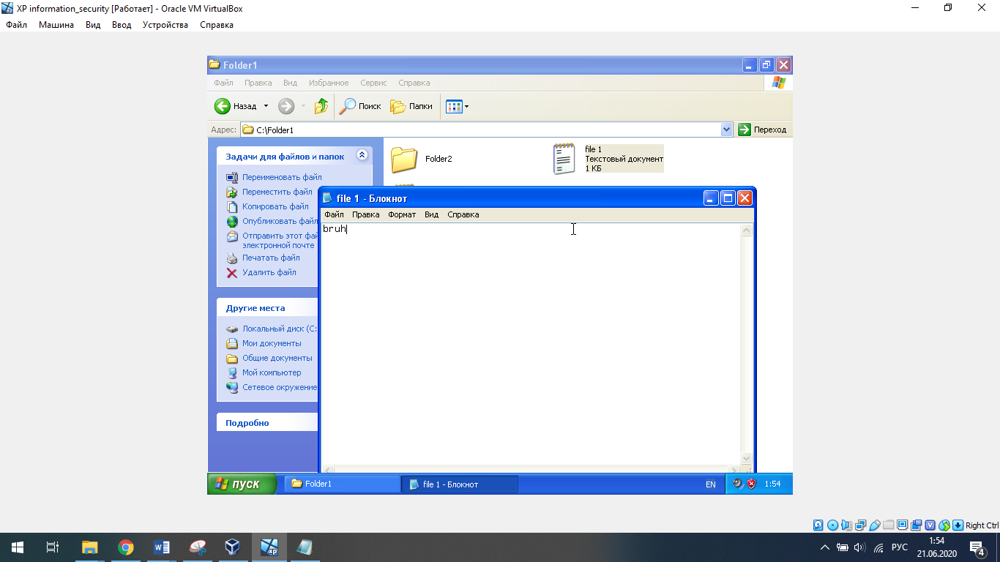 XP information_security [Работает] - Oracle VM VirtualBox
Файл Машина Вид Ввод Устройства Справка
Folder1
Файл Правка Вид Избранное Сервис Справка
Назад Поиск Папки
Адрес: C:\Folder1 Переход
Задачи для файлов и папок
Переименовать файл
Переместить файл
Копировать файл
Опубликовать файл
Отправить этот фай
электронной почте
Печатать файл
Удалить файл
Другие места
Локальный диск (C:
Мои документы
Общие документы
Мой компьютер
Сетевое окружение
Подробно
Folder2
file 1
Текстовый документ
1 КБ
file 1 - Блокнот
Файл Правка Формат Вид Справка
bruh
пуск Folder1 file 1 - Блокнот EN 1:54
Right Ctrl
W xp РУС 1:54
21.06.2020
4